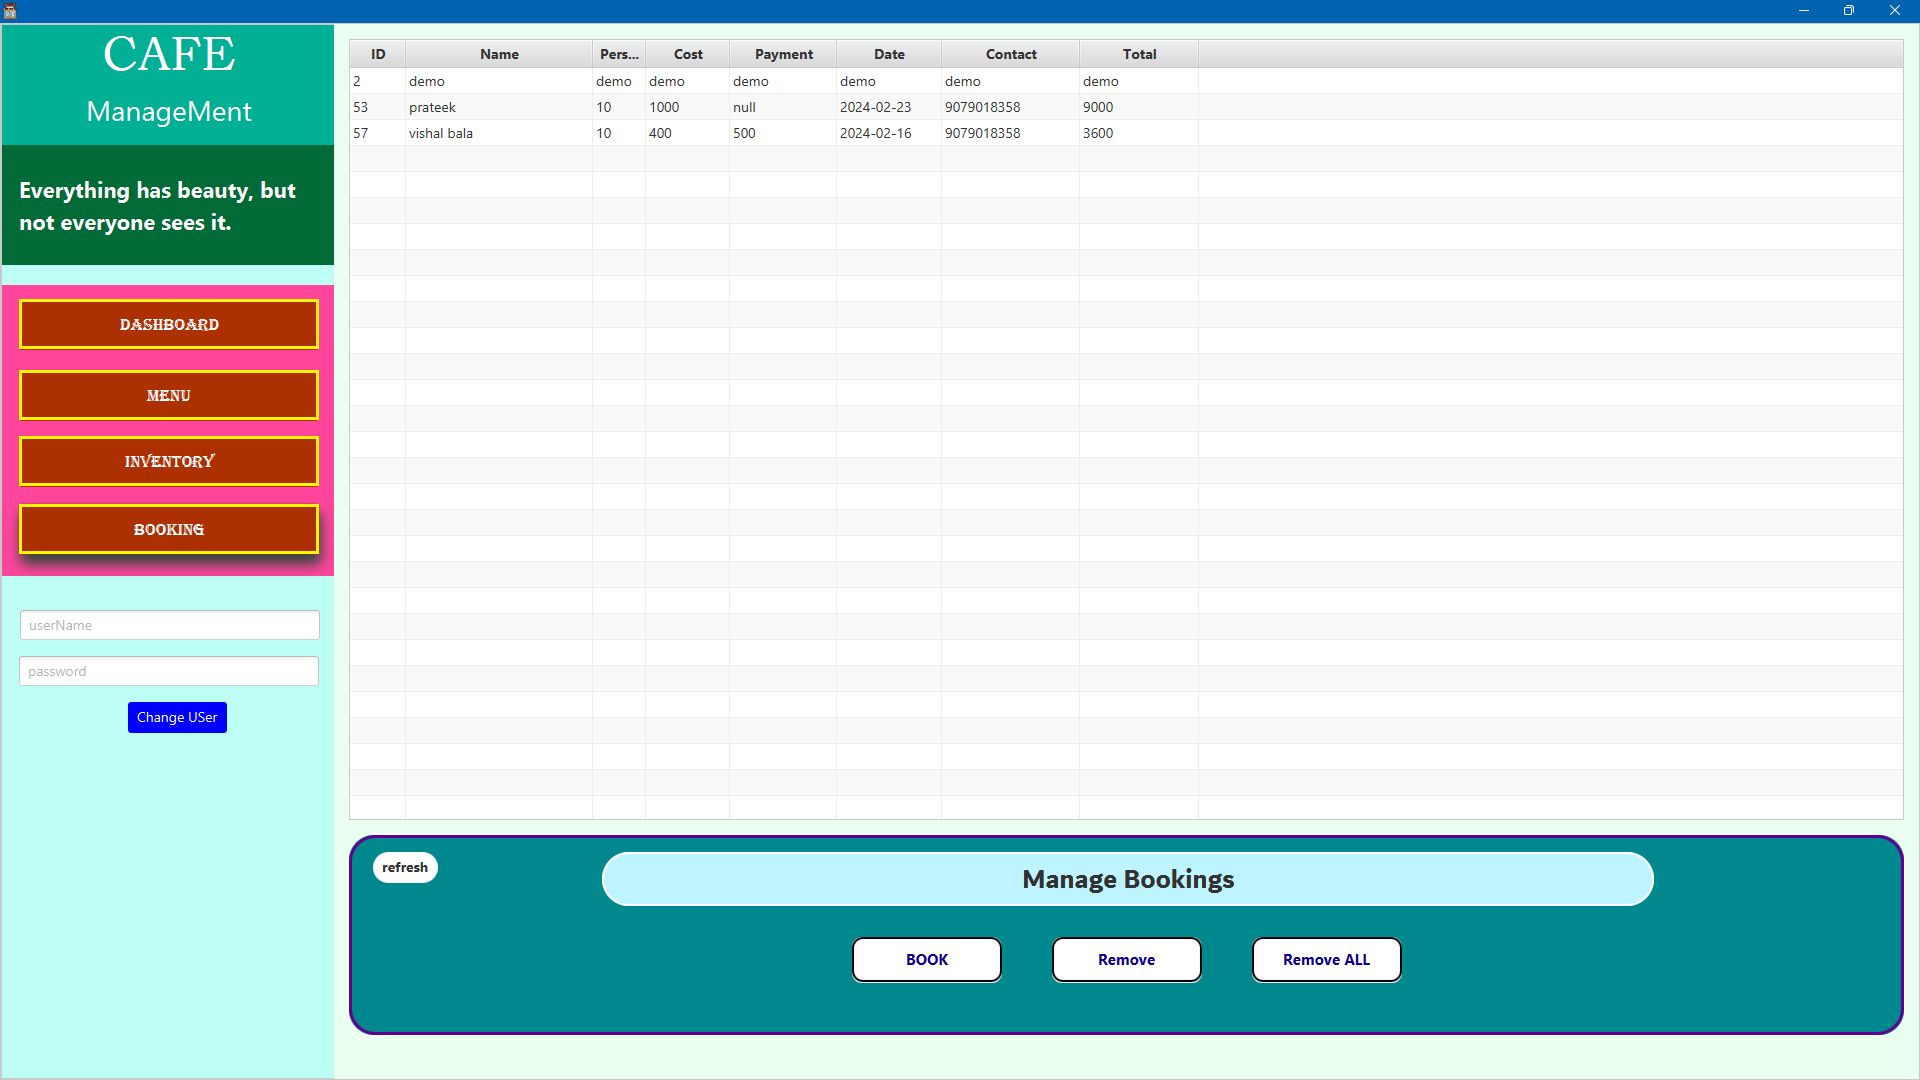 CAFE
ManageMent
Everything has beauty, but
not everyone sees it.
DASHBOARD
MENU
INVENTORY
BOOKING
userName
password
Change USer
ID Name Pers... Cost Payment Date Contact Total
2 demo demo demo demo demo demo demo
53 prateek 10 1000 null 2024-02-23 9079018358 9000
57 vishal bala 10 400 500 2024-02-16 9079018358 3600
refresh
Manage Bookings
BOOK Remove Remove ALL